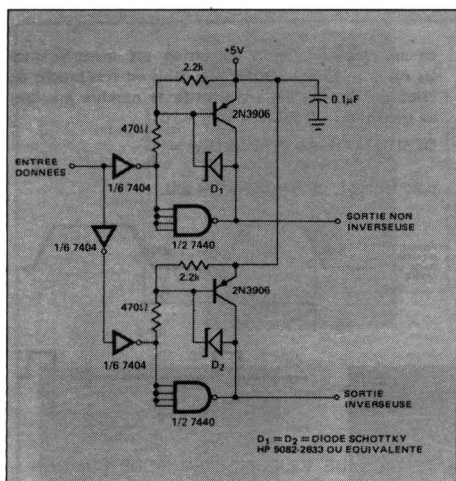 +5V
2.2k
2N3906
0.1µF
470Ω
D1
ENTRÉE
DONNÉES
1/6 7404
1/2 7440
SORTIE NON
INVERSEUSE
1/6 7404
2.2k
2N3906
470Ω
D2
1/6 7404
1/2 7440
SORTIE
INVERSEUSE
D1 = D2 = DIODE SCHOTTKY
HP 5082-2833 OU EQUIVALENTE